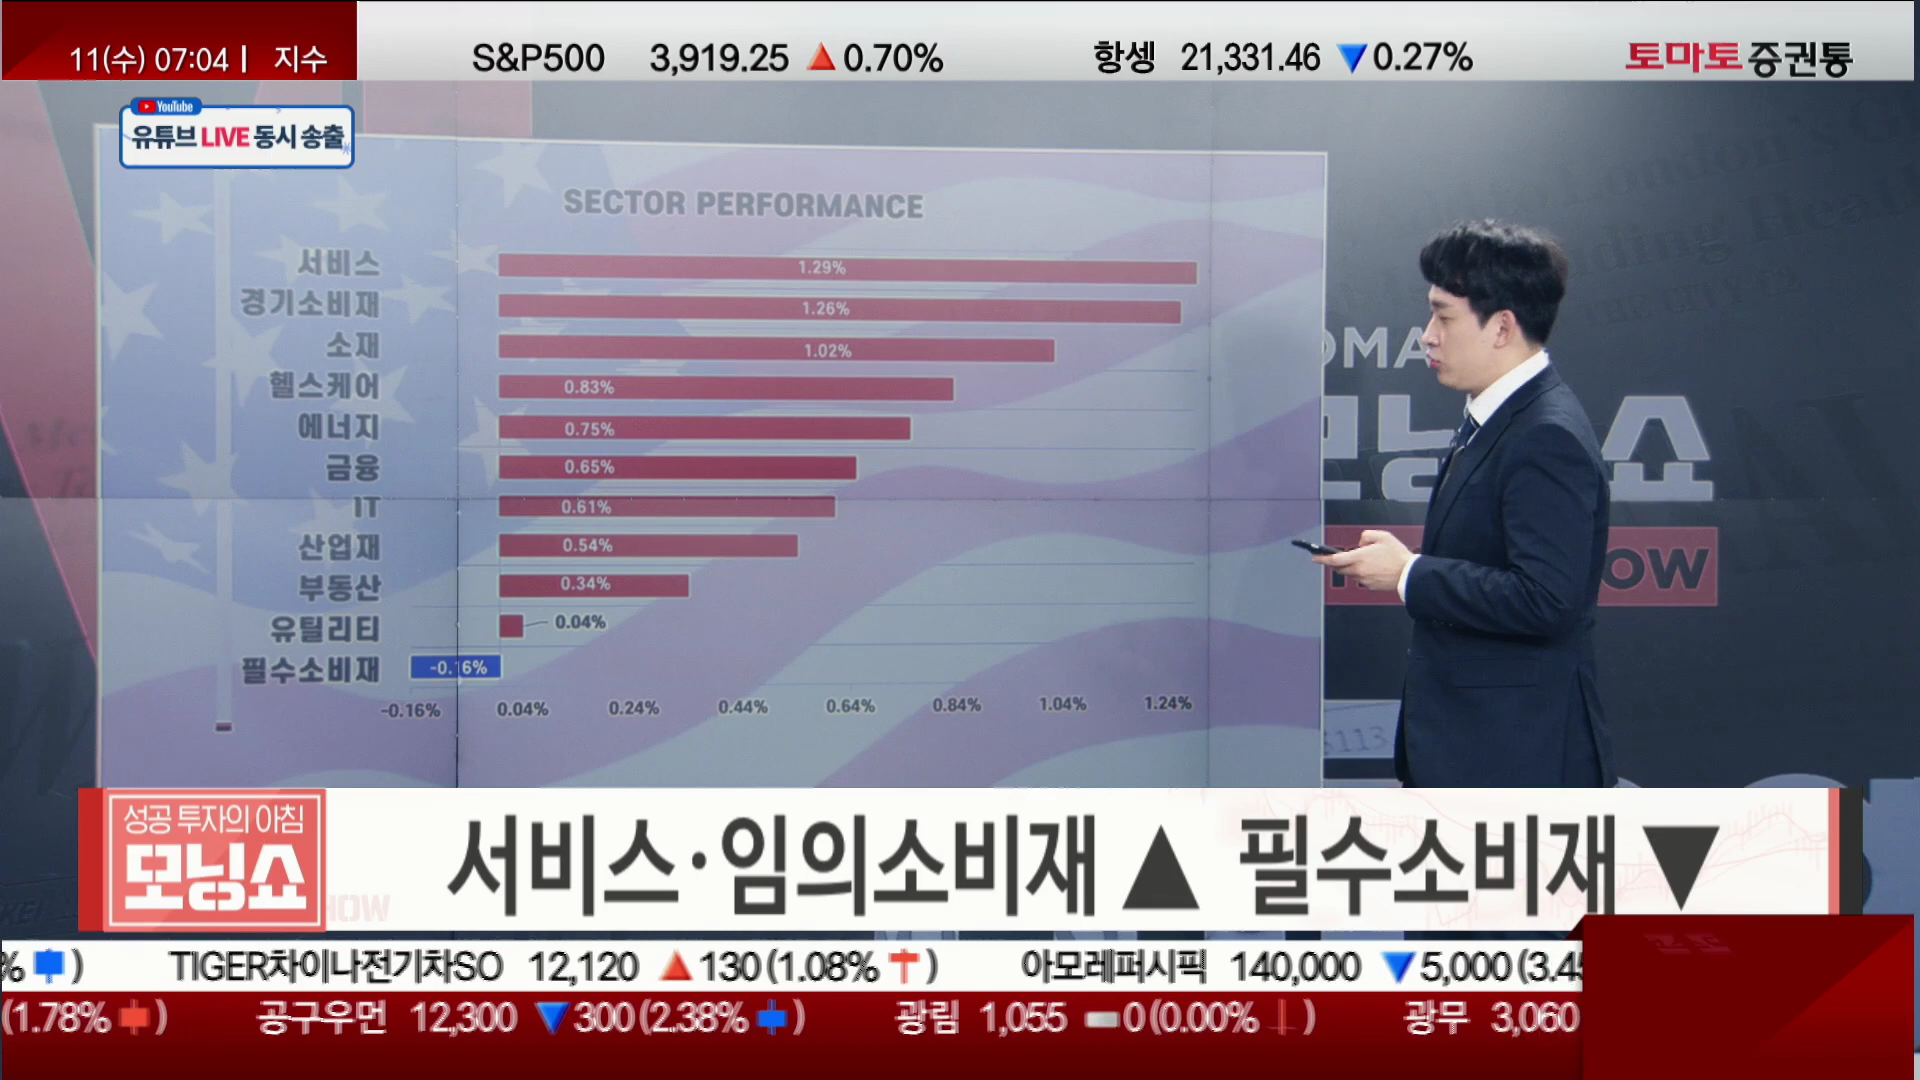 11(수) 07:04 | 지수 S&P500 3,919.25 ▲ 0.70% 항셍 21,331.46 ▼ 0.27% 토마토증권통
YouTube
유튜브 LIVE 동시 송출
SECTOR PERFORMANCE
서비스 1.29%
경기소비재 1.26%
소재 1.02%
헬스케어 0.83%
에너지 0.75%
금융 0.65%
IT 0.61%
산업재 0.54%
부동산 0.34%
유틸리티 0.04%
필수소비재 -0.16%
-0.16% 0.04% 0.24% 0.44% 0.64% 0.84% 1.04% 1.24%
쇼
OW
성공 투자의 아침
모닝쇼
서비스·임의소비재 ▲ 필수소비재 ▼
% ) TIGER차이나전기차SO 12,120 ▲ 130 (1.08% ) 아모레퍼시픽 140,000 ▼ 5,000 (3.45
(1.78% ) 공구우먼 12,300 ▼ 300 (2.38% ) 광림 1,055 0 (0.00% ) 광무 3,060